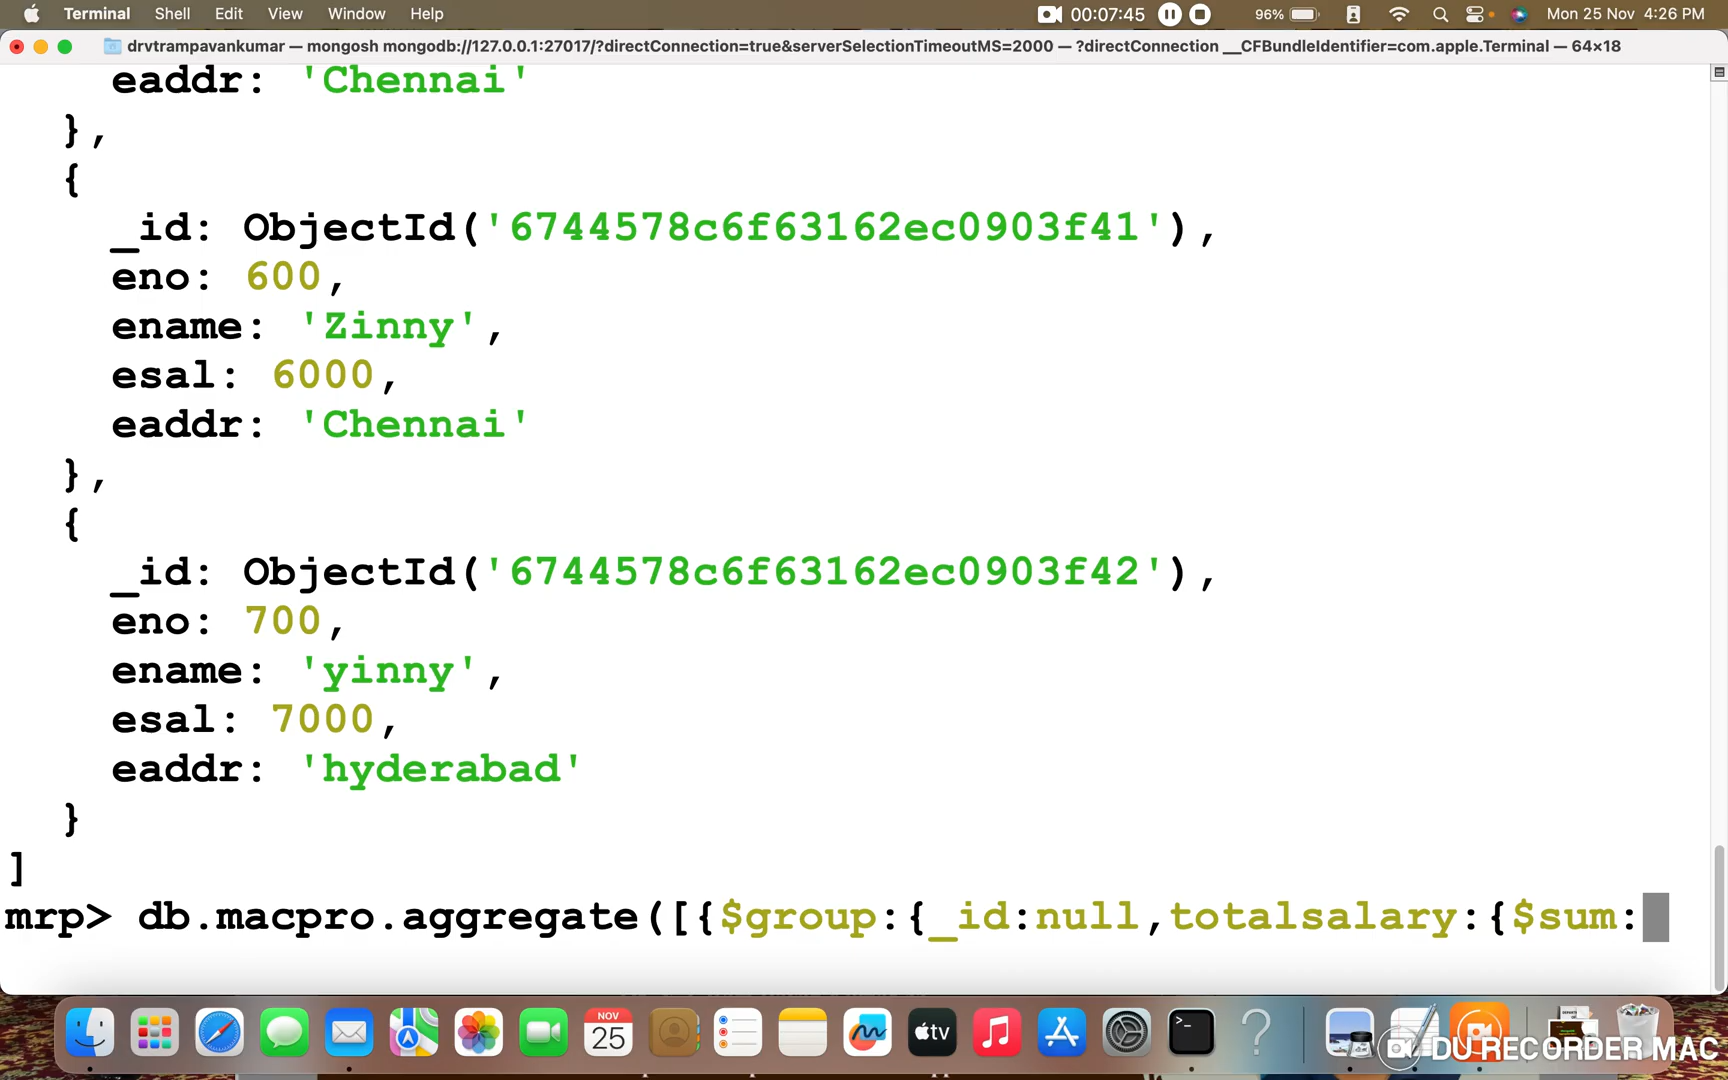 Terminal Shell Edit View Window Help 00:07:45 96% Mon 25 Nov 4:26 PM
drvtrampavankumar — mongosh mongodb://127.0.0.1:27017/?directConnection=true&serverSelectionTimeoutMS=2000 — ?directConnection __CFBundleIdentifier=com.apple.Terminal — 64×18
eaddr: 'Chennai'
},
{
_id: ObjectId('6744578c6f63162ec0903f41'),
eno: 600,
ename: 'Zinny',
esal: 6000,
eaddr: 'Chennai'
},
{
_id: ObjectId('6744578c6f63162ec0903f42'),
eno: 700,
ename: 'yinny',
esal: 7000,
eaddr: 'hyderabad'
}
]
mrp> db.macpro.aggregate([{$group:{_id:null,totalsalary:{$sum:
NOV
25
tv
>_
?
DU RECORDER MAC